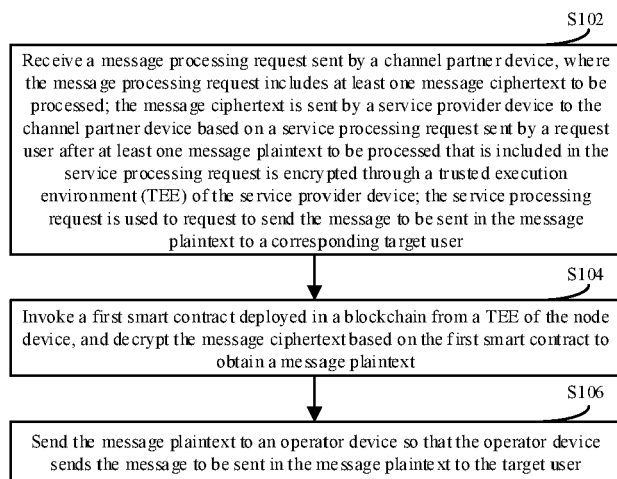 S102
Receive a message processing request sent by a channel partner device, where
the message processing request includes at least one message ciphertext to be
processed; the message ciphertext is sent by a service provider device to the
channel partner device based on a service processing request sent by a request
user after at least one message plaintext to be processed that is included in the
service processing request is encrypted through a trusted execution
environment (TEE) of the service provider device; the service processing
request is used to request to send the message to be sent in the message
plaintext to a corresponding target user
S104
Invoke a first smart contract deployed in a blockchain from a TEE of the node
device, and decrypt the message ciphertext based on the first smart contract to
obtain a message plaintext
S106
Send the message plaintext to an operator device so that the operator device
sends the message to be sent in the message plaintext to the target user